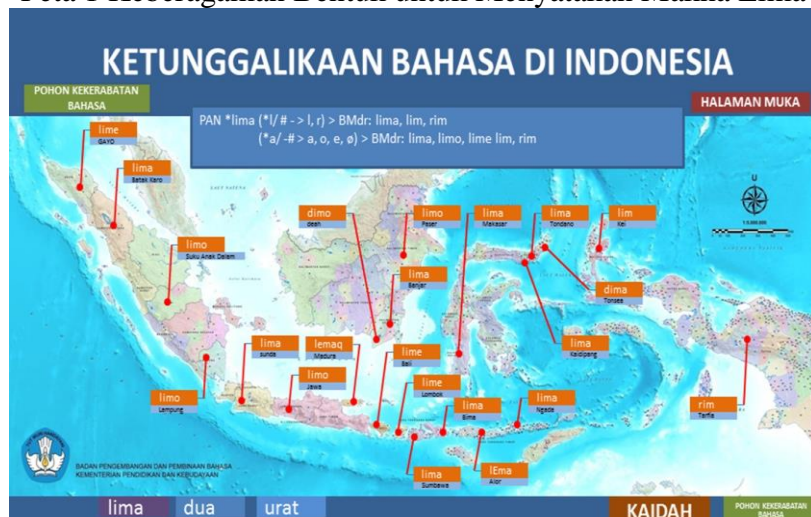 Peta 1 Keberagaman Bentuk untuk Menyatakan Makna Lima
KETUNGGALIKAAN BAHASA DI INDONESIA
POHON KEKERABATAN
BAHASA
HALAMAN MUKA
PAN *lima (*l/ # - > l, r) > BMdr: lima, lim, rim
(*a/ -# > a, o, e, ø) > BMdr: lima, limo, lime lim, rim
lime
GAYO
lima
Batak Karo
limo
Suku Anak Dalam
dimo
deah
limo
Paser
lima
Makasar
lima
Tondano
lim
Kei
lima
Banjar
dima
Tonsea
lima
Kaidipang
lima
sunda
lemaq
Madura
lime
Bali
limo
Lampung
limo
Jawa
lime
Lombok
lima
Bima
lima
Ngada
rim
Tarfia
lima
Sumbawa
lEma
Alor
BADAN PENGEMBANGAN DAN PEMBINAAN BAHASA
KEMENTERIAN PENDIDIKAN DAN KEBUDAYAAN
lima
dua
urat
KAIDAH
POHON KEKERABATAN
BAHASA